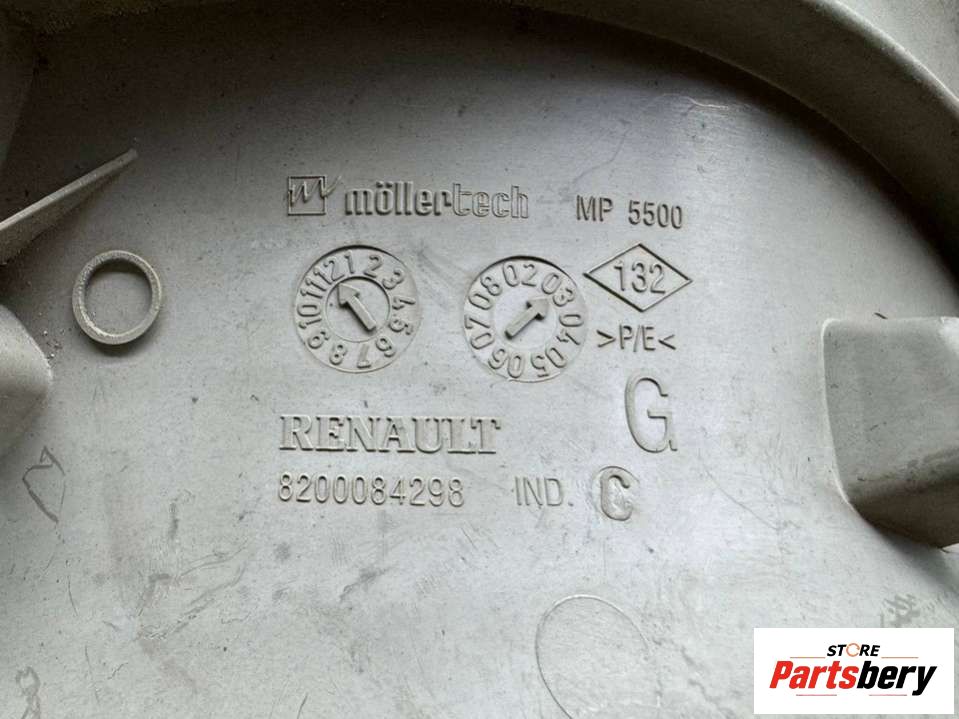 möllertech MP 5500
12 1 2 3 4 5 6 7 8 9 10 11
02 03 04 05 06 07 08
132
>P/E<
G
RENAULT
8200084298 IND. C
STORE
Partsbery